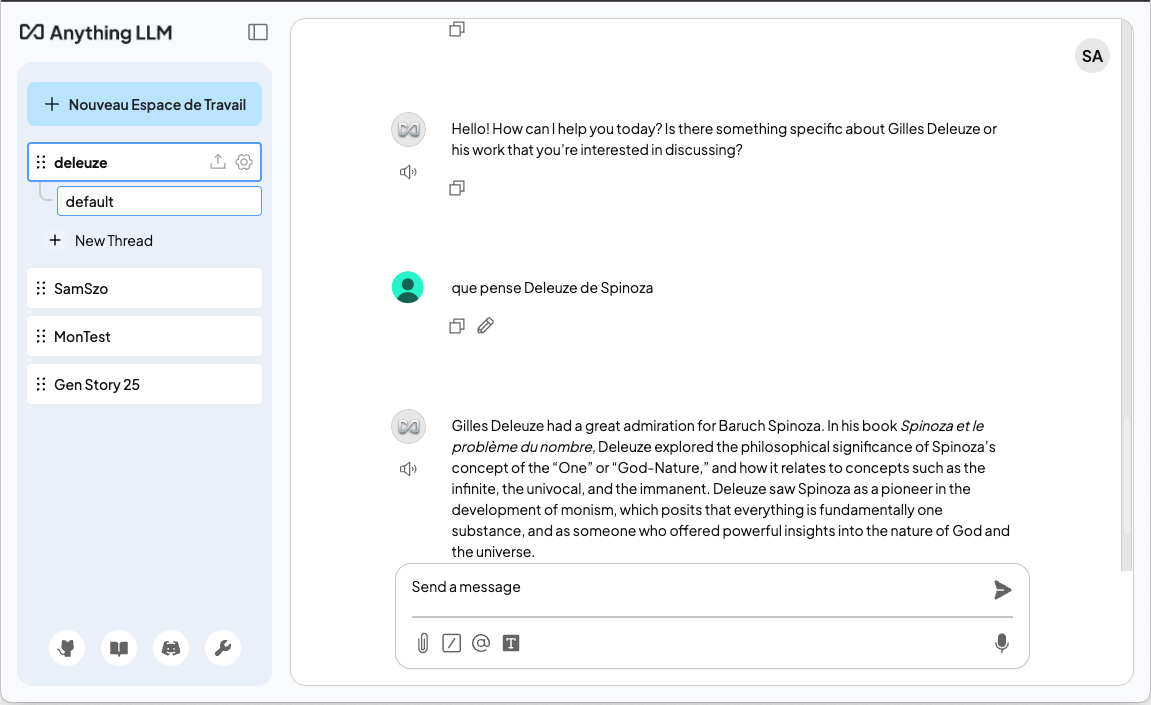 Anything LLM
Nouveau Espace de Travail
deleuze
default
New Thread
SamSzo
MonTest
Gen Story 25
SA
Hello! How can I help you today? Is there something specific about Gilles Deleuze or
his work that you’re interested in discussing?
que pense Deleuze de Spinoza
Gilles Deleuze had a great admiration for Baruch Spinoza. In his book Spinoza et le
problème du nombre, Deleuze explored the philosophical significance of Spinoza’s
concept of the “One” or “God-Nature,” and how it relates to concepts such as the
infinite, the univocal, and the immanent. Deleuze saw Spinoza as a pioneer in the
development of monism, which posits that everything is fundamentally one
substance, and as someone who offered powerful insights into the nature of God and
the universe.
Send a message